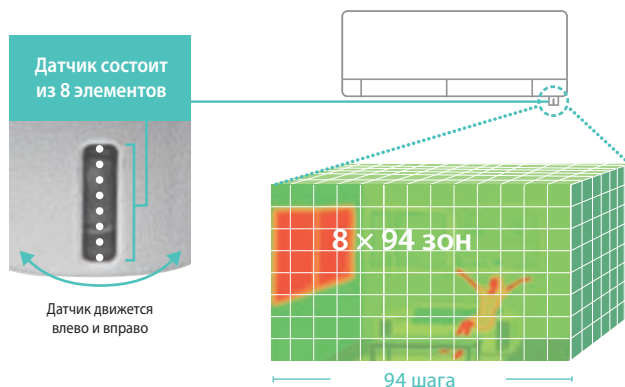 Датчик состоит
из 8 элементов
8 × 94 зон
Датчик движется
влево и вправо
94 шага